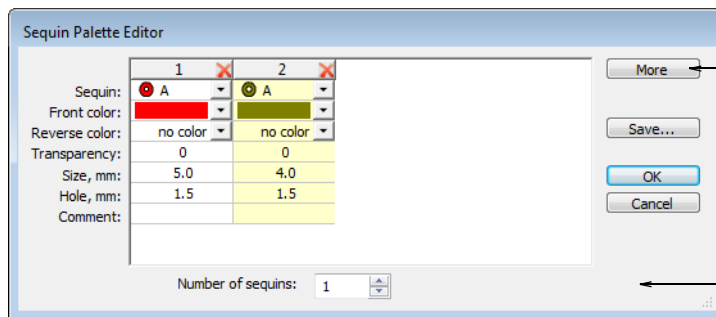 Sequin Palette Editor
1 2
More
Sequin: A A
Front color:
Reverse color: no color no color
Save...
Transparency: 0 0
Size, mm: 5.0 4.0
OK
Hole, mm: 1.5 1.5
Cancel
Comment:
Number of sequins: 1